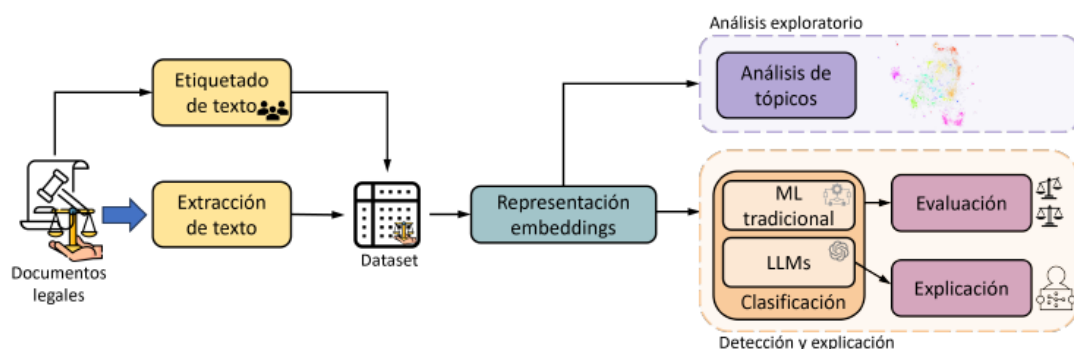 Análisis exploratorio
Etiquetado
de texto
Análisis de
tópicos
Documentos
legales
Extracción
de texto
Dataset
Representación
embeddings
ML
tradicional
LLMs
Clasificación
Evaluación
Explicación
Detección y explicación